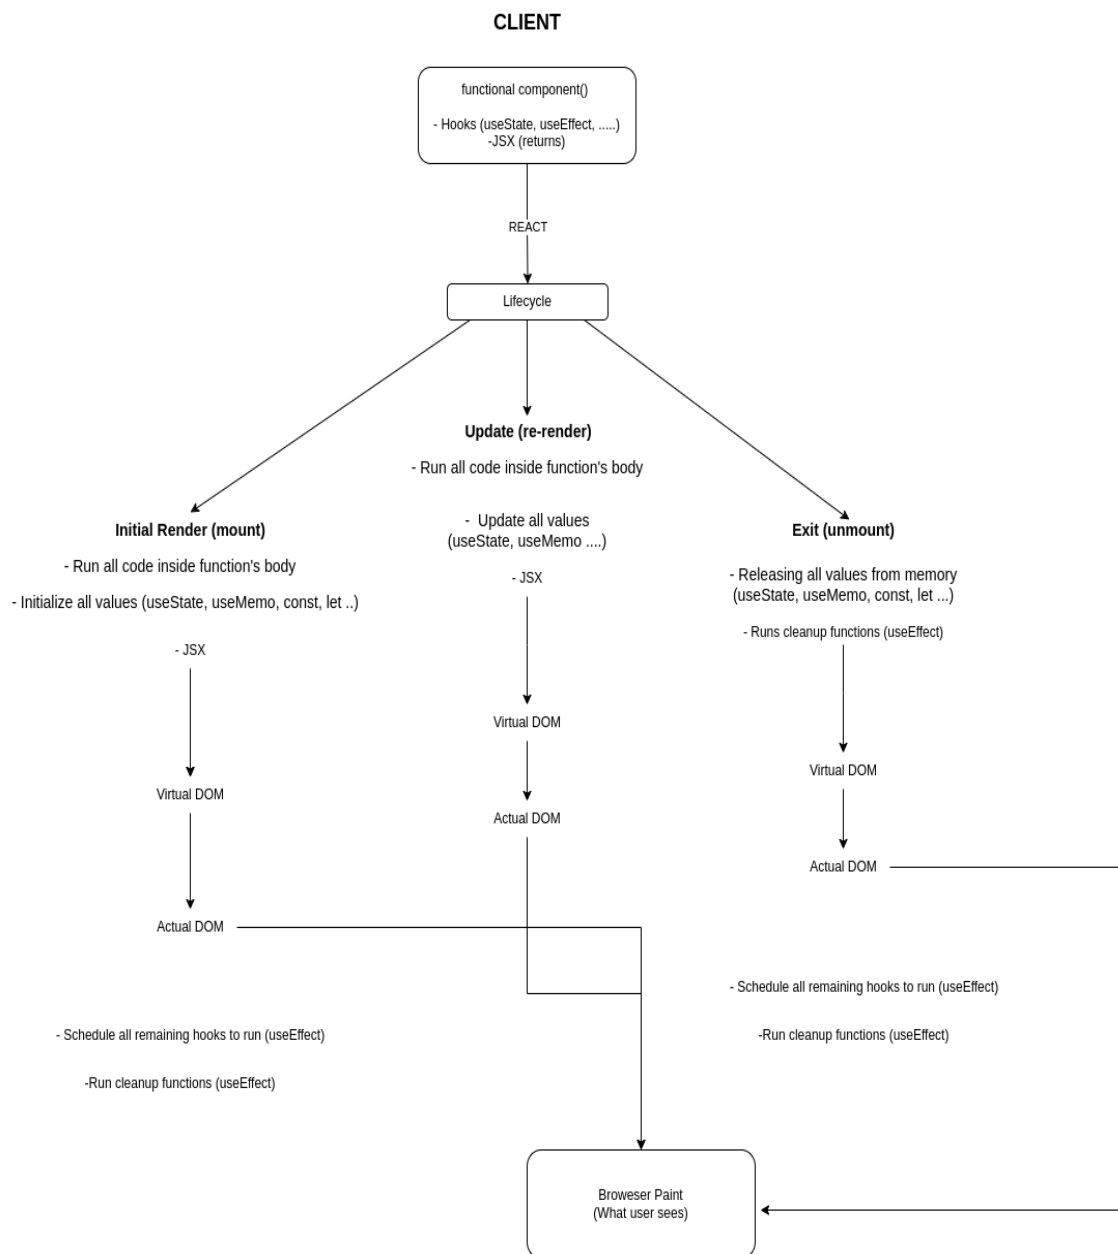 CLIENT
functional component()
- Hooks (useState, useEffect, .....)
-JSX (returns)
REACT
Lifecycle
Update (re-render)
- Run all code inside function's body
- Update all values
(useState, useMemo ....)
- JSX
Virtual DOM
Actual DOM
Initial Render (mount)
- Run all code inside function's body
- Initialize all values (useState, useMemo, const, let ..)
- JSX
Virtual DOM
Actual DOM
- Schedule all remaining hooks to run (useEffect)
-Run cleanup functions (useEffect)
Exit (unmount)
- Releasing all values from memory
(useState, useMemo, const, let ...)
- Runs cleanup functions (useEffect)
Virtual DOM
Actual DOM
- Schedule all remaining hooks to run (useEffect)
-Run cleanup functions (useEffect)
Broweser Paint
(What user sees)